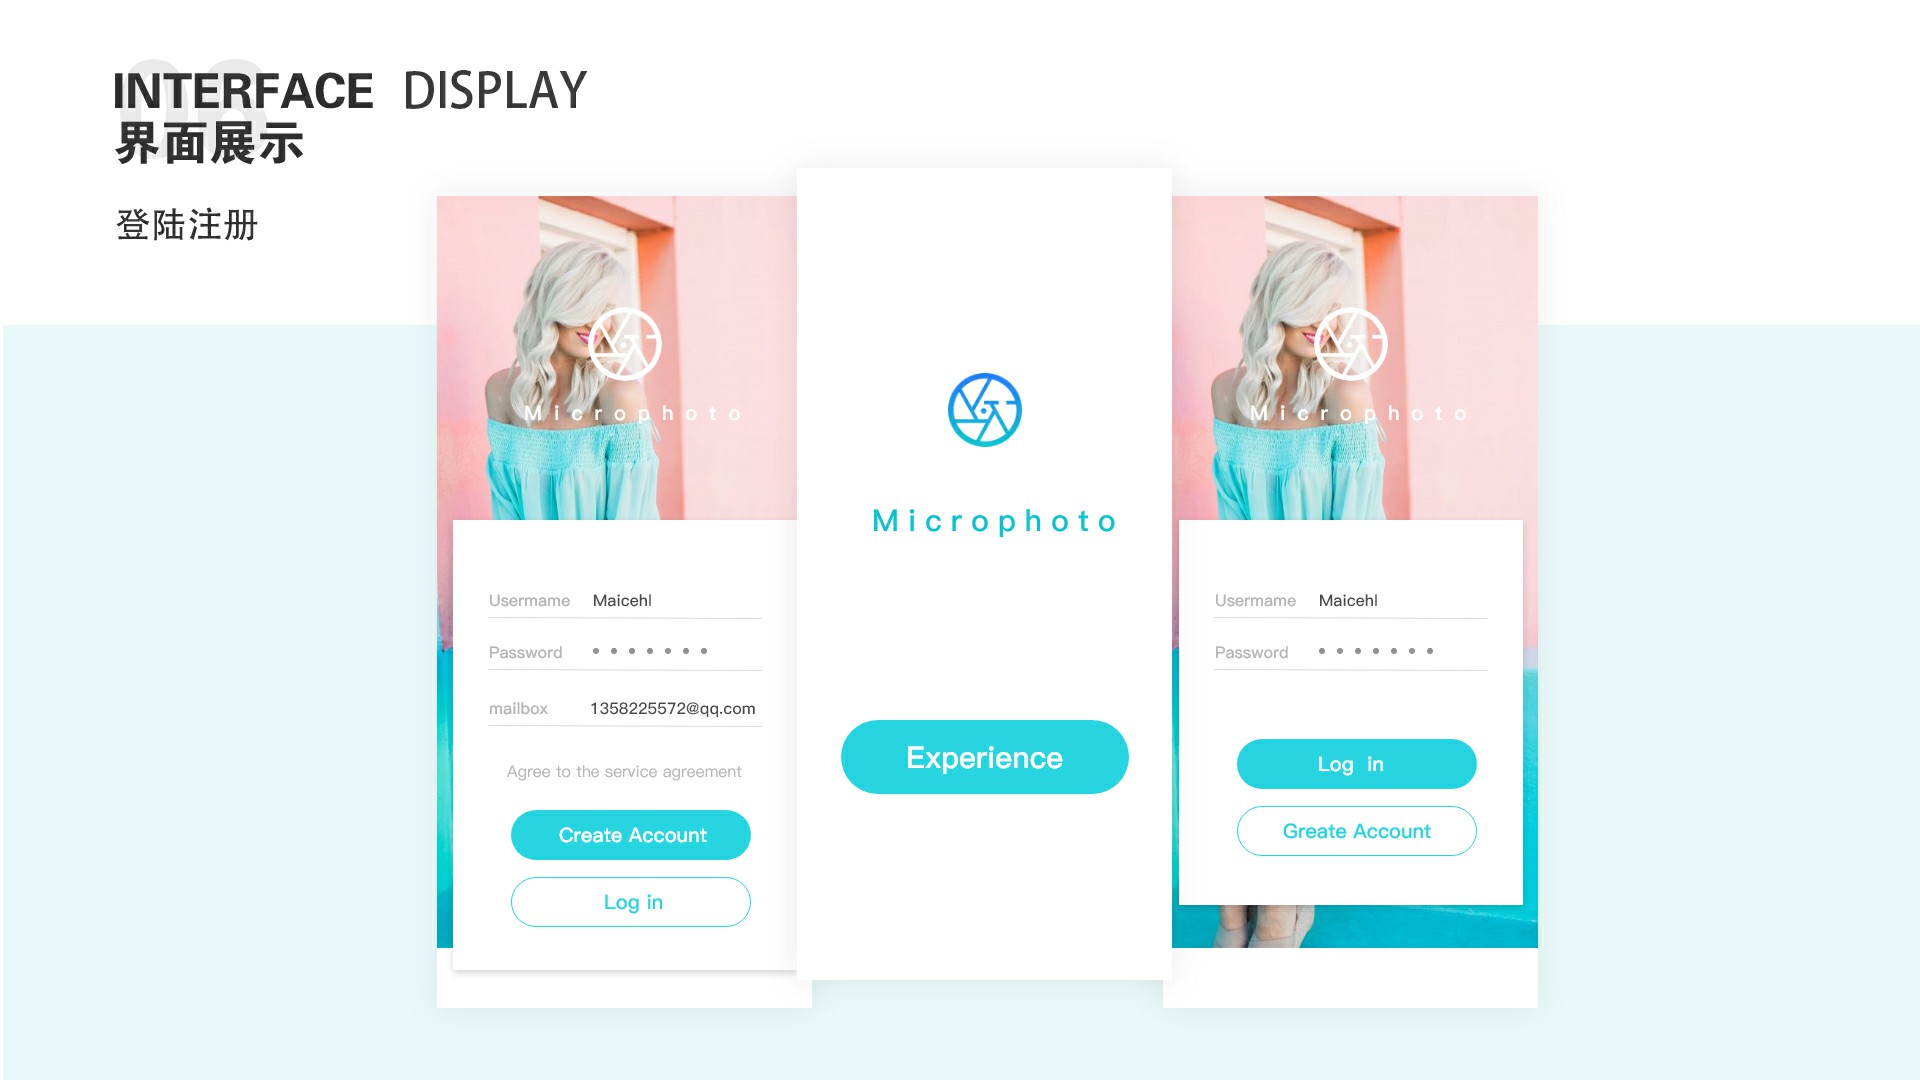 08
INTERFACE DISPLAY
界面展示
登陆注册
Microphoto
Usermame Maicehl
Password
mailbox 1358225572@qq.com
Agree to the service agreement
Create Account
Log in
Microphoto
Experience
Microphoto
Usermame Maicehl
Password
Log in
Greate Account